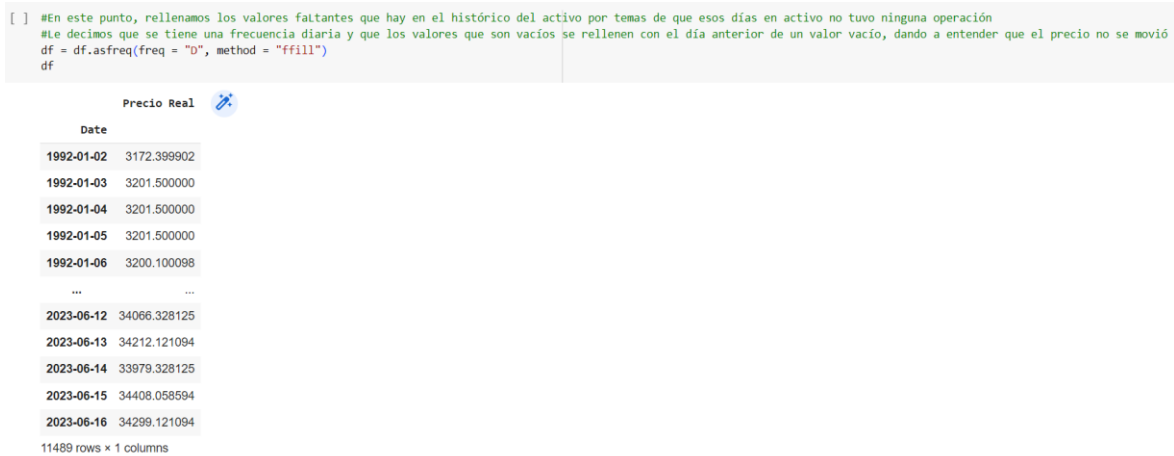 [ ] #En este punto, rellenamos los valores faLtantes que hay en el histórico del activo por temas de que esos días en activo no tuvo ninguna operación
#Le decimos que se tiene una frecuencia diaria y que los valores que son vacíos se rellenen con el día anterior de un valor vacío, dando a entender que el precio no se movió
df = df.asfreq(freq = "D", method = "ffill")
df
Precio Real
Date
1992-01-02 3172.399902
1992-01-03 3201.500000
1992-01-04 3201.500000
1992-01-05 3201.500000
1992-01-06 3200.100098
... ...
2023-06-12 34066.328125
2023-06-13 34212.121094
2023-06-14 33979.328125
2023-06-15 34408.058594
2023-06-16 34299.121094
11489 rows × 1 columns